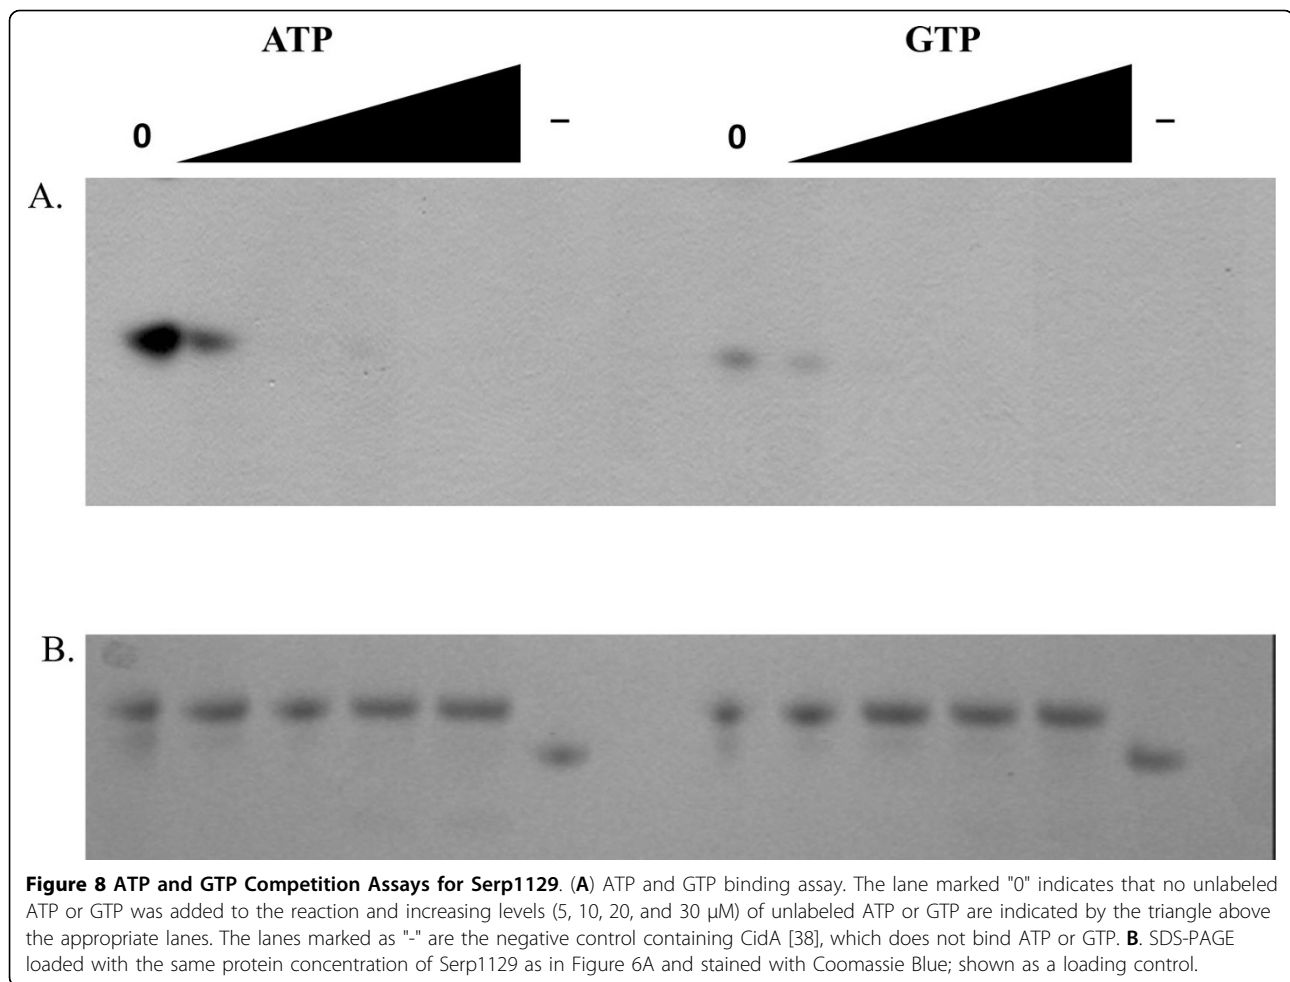 ATP GTP
0 – 0 –
A.
B.
Figure 8 ATP and GTP Competition Assays for Serp1129. (A) ATP and GTP binding assay. The lane marked "0" indicates that no unlabeled
ATP or GTP was added to the reaction and increasing levels (5, 10, 20, and 30 μM) of unlabeled ATP or GTP are indicated by the triangle above
the appropriate lanes. The lanes marked as "-" are the negative control containing CidA [38], which does not bind ATP or GTP. B. SDS-PAGE
loaded with the same protein concentration of Serp1129 as in Figure 6A and stained with Coomassie Blue; shown as a loading control.